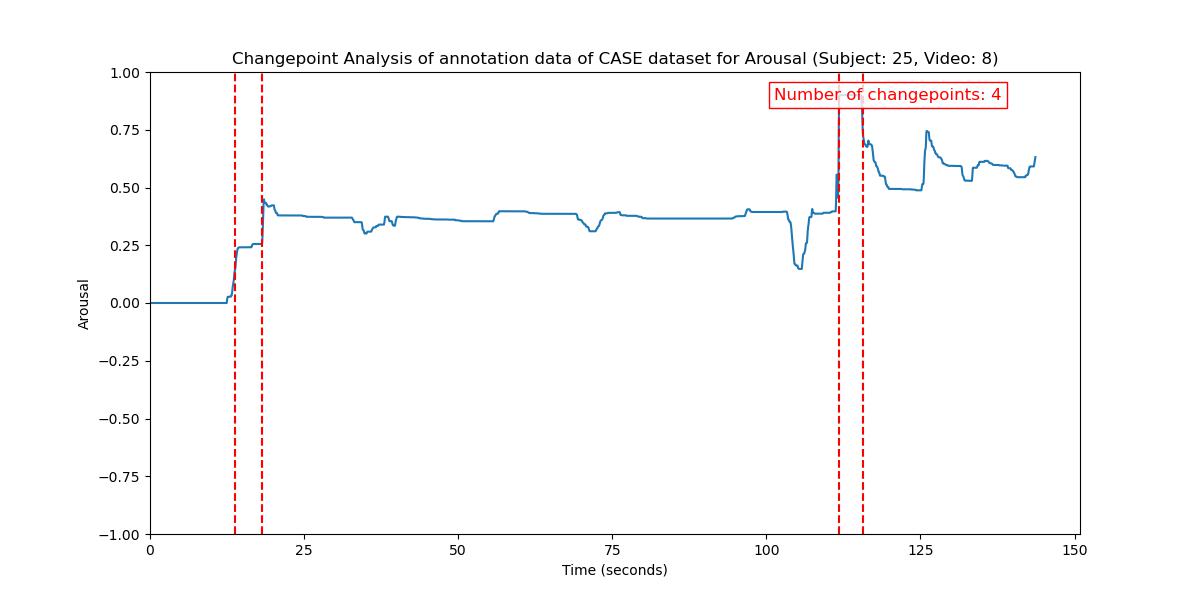 Changepoint Analysis of annotation data of CASE dataset for Arousal (Subject: 25, Video: 8)
Number of changepoints: 4
1.00
0.75
0.50
0.25
0.00
−0.25
−0.50
−0.75
−1.00
Arousal
0 25 50 75 100 125 150
Time (seconds)